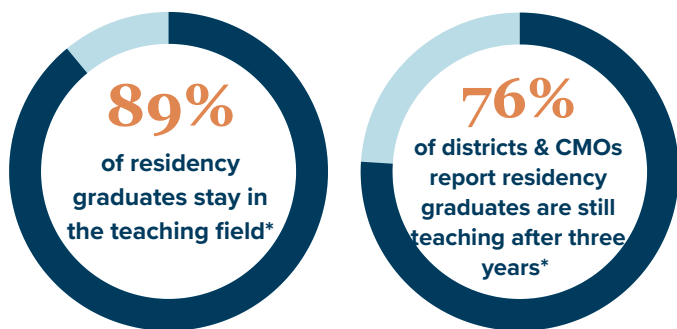 89%
of residency
graduates stay in
the teaching field*
76%
of districts & CMOs
report residency
graduates are still
teaching after three
years*